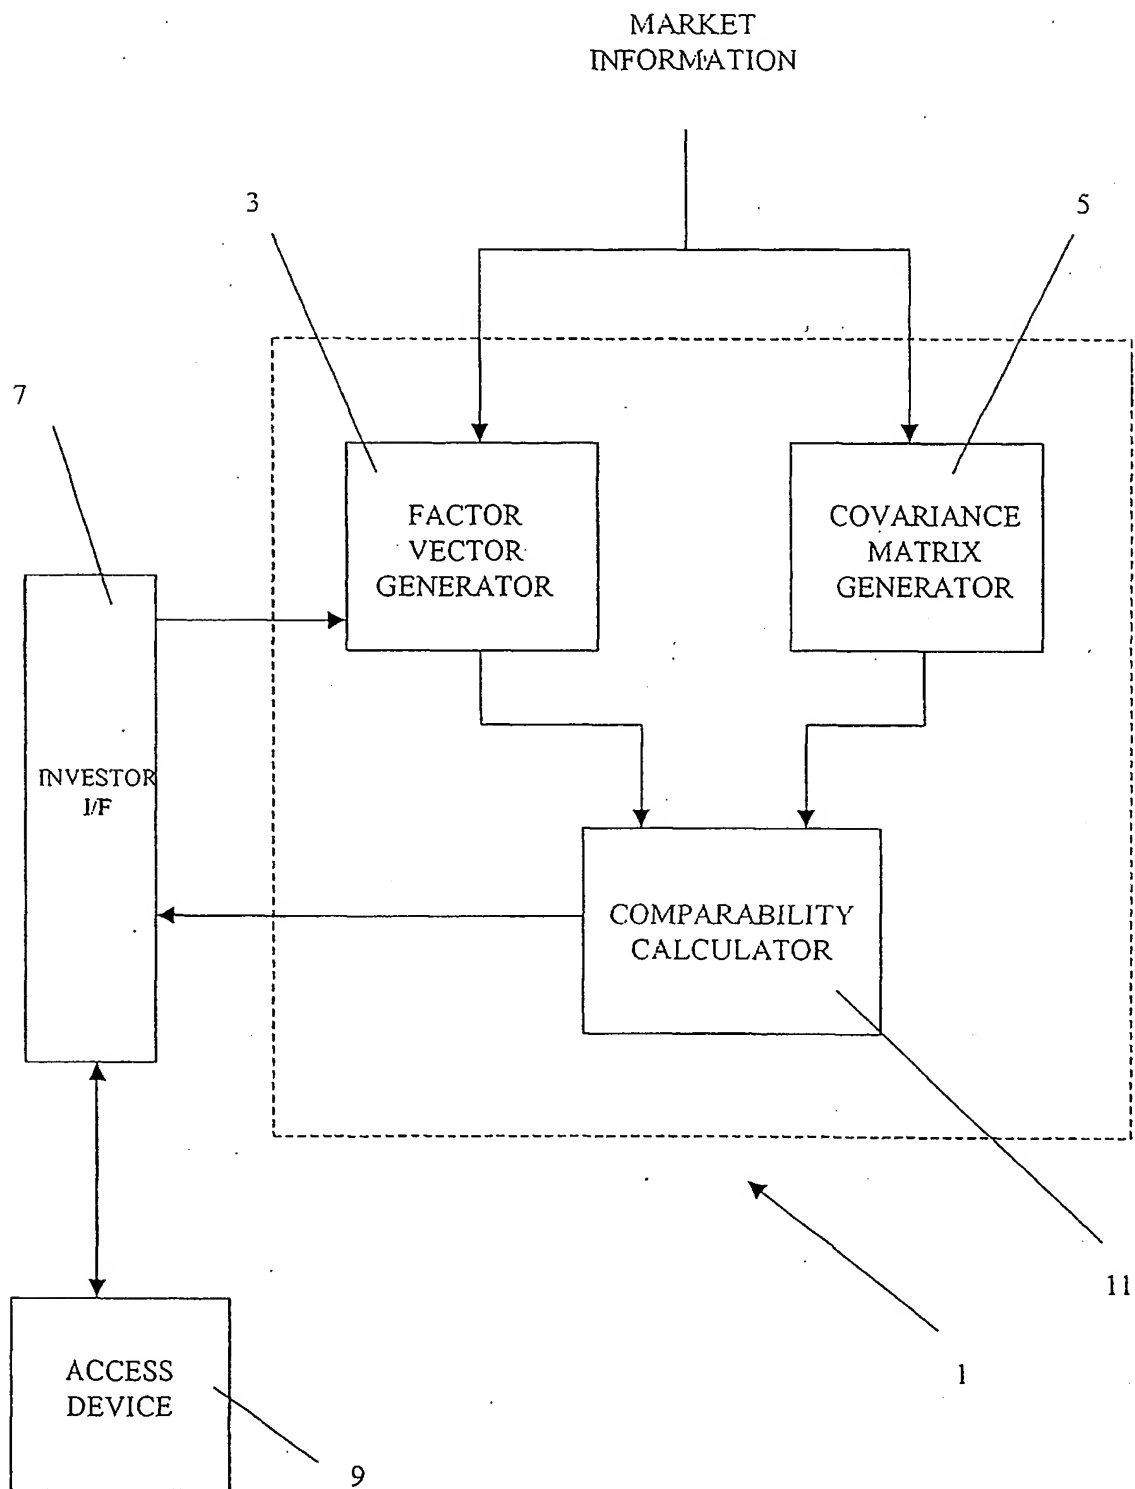 MARKET
INFORMATION
3
5
7
FACTOR
VECTOR
GENERATOR
COVARIANCE
MATRIX
GENERATOR
INVESTOR
I/F
COMPARABILITY
CALCULATOR
11
1
ACCESS
DEVICE
9